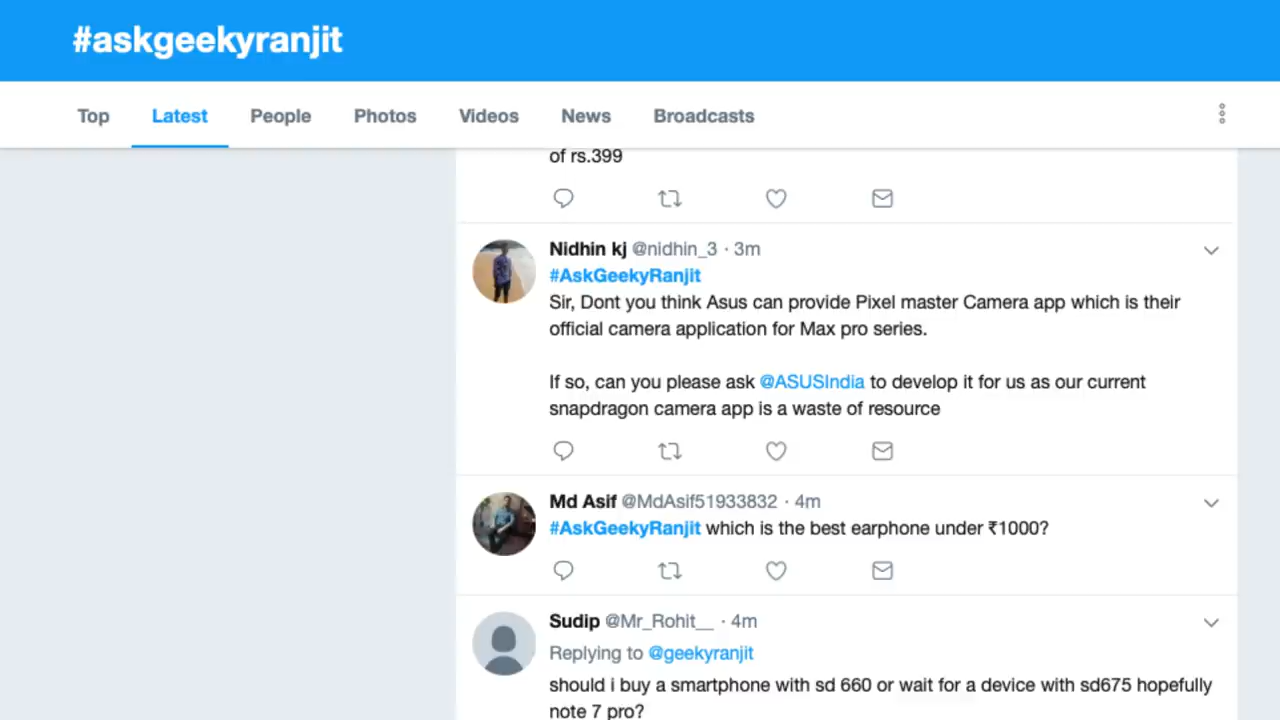 #askgeekyranjit
Top Latest People Photos Videos News Broadcasts
of rs.399
Nidhin kj @nidhin_3 · 3m
#AskGeekyRanjit
Sir, Dont you think Asus can provide Pixel master Camera app which is their
official camera application for Max pro series.
If so, can you please ask @ASUSIndia to develop it for us as our current
snapdragon camera app is a waste of resource
Md Asif @MdAsif51933832 · 4m
#AskGeekyRanjit which is the best earphone under ₹1000?
Sudip @Mr_Rohit__ · 4m
Replying to @geekyranjit
should i buy a smartphone with sd 660 or wait for a device with sd675 hopefully
note 7 pro?